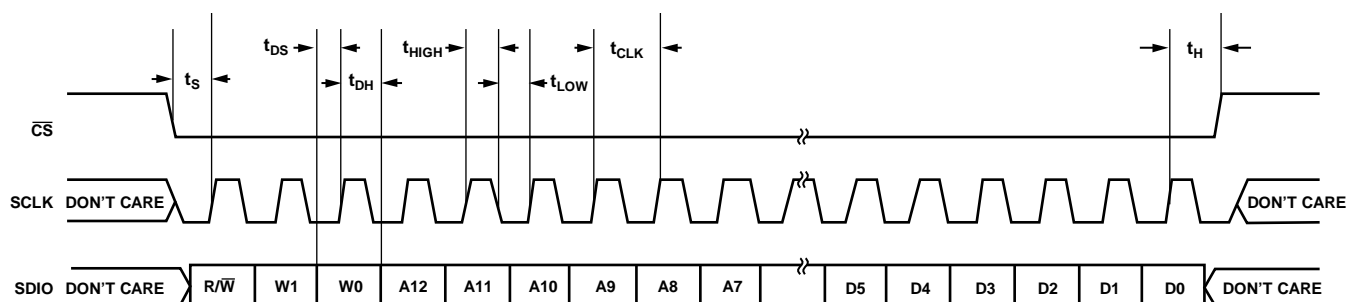 tDS tHIGH tCLK tH
tS tDH tLOW
C̅S̅
SCLK DON'T CARE DON'T CARE
SDIO DON'T CARE R/W̅ W1 W0 A12 A11 A10 A9 A8 A7 D5 D4 D3 D2 D1 D0 DON'T CARE